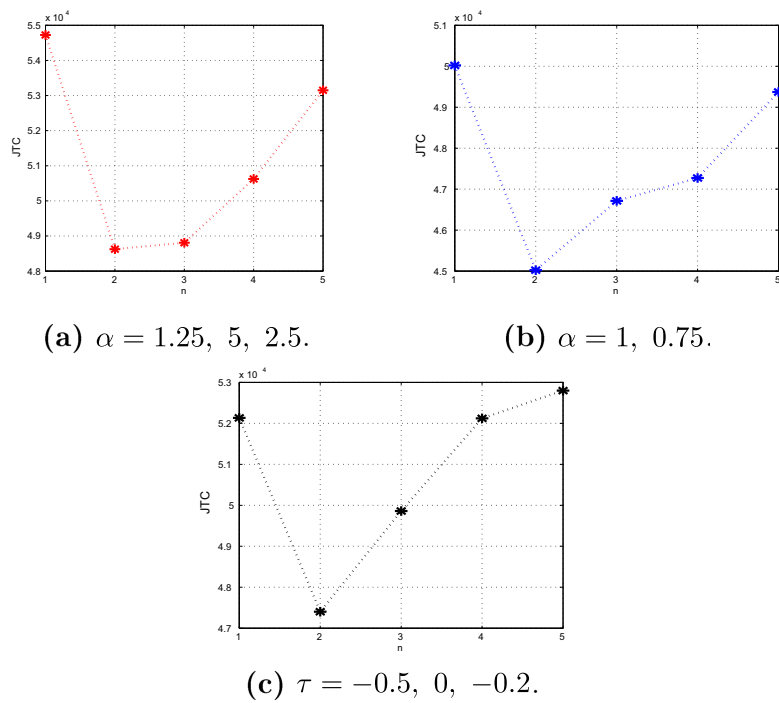 x 10 4
5.5
5.4
5.3
5.2
5.1
5
4.9
4.8
JTC
1 2 3 4 5
n
(a) α = 1.25, 5, 2.5.
x 10 4
5.1
5
4.9
4.8
4.7
4.6
4.5
JTC
1 2 3 4 5
n
(b) α = 1, 0.75.
x 10 4
5.3
5.2
5.1
5
4.9
4.8
4.7
JTC
1 2 3 4 5
n
(c) τ = −0.5, 0, −0.2.